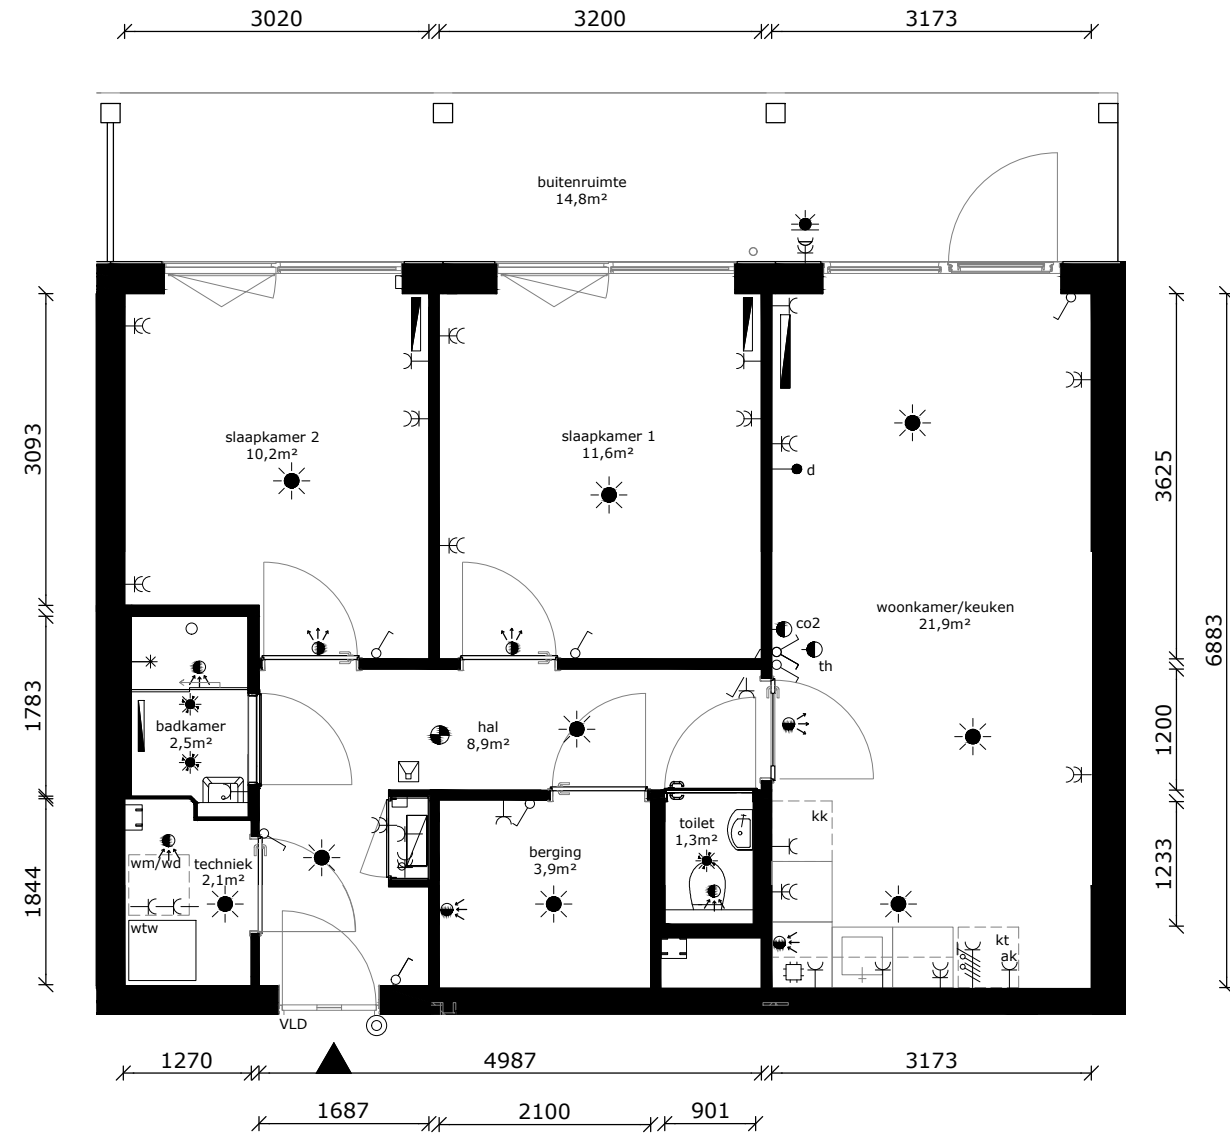 3020
3200
3173
buitenruimte
14,8m²
3093
1783
1844
slaapkamer 2
10,2m²
slaapkamer 1
11,6m²
d
co2
th
woonkamer/keuken
21,9m²
3625
1200
1233
6883
badkamer
2,5m²
hal
8,9m²
wm/wd
techniek
2,1m²
wtw
berging
3,9m²
toilet
1,3m²
kk
kt
ak
VLD
1270
4987
3173
1687
2100
901